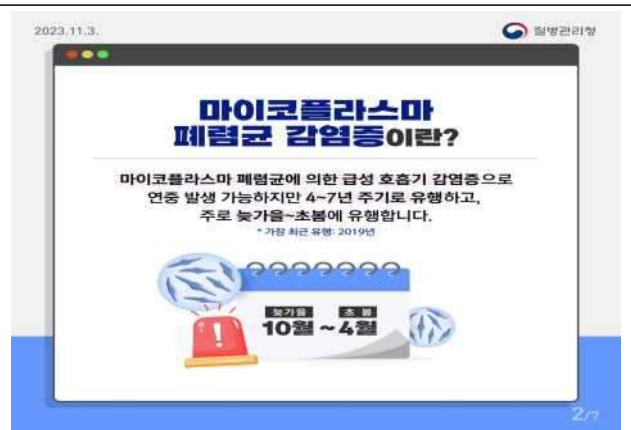 2023.11.3.
질병관리청
마이코플라스마
폐렴균 감염증이란?
마이코플라스마 폐렴균에 의한 급성 호흡기 감염증으로
연중 발생 가능하지만 4~7년 주기로 유행하고,
주로 늦가을~초봄에 유행합니다.
* 가장 최근 유행: 2019년
늦가을 초봄
10월 ~ 4월
2/7